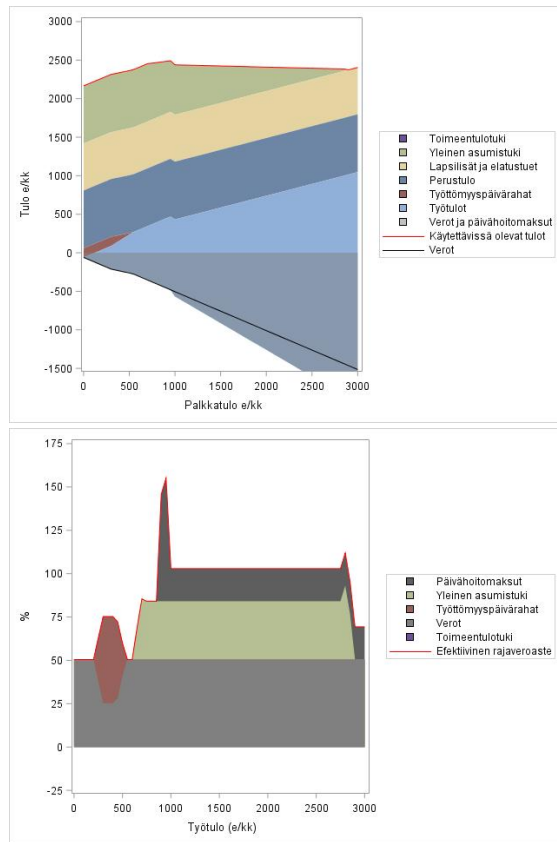 3000
2500
2000
1500
1000
500
0
-500
-1000
-1500
Tulo e/kk
0 500 1000 1500 2000 2500 3000
Palkkatulo e/kk
Toimeentulotuki
Yleinen asumistuki
Lapsilisät ja elatustuet
Perustulo
Työttömyyspäivärahat
Työtulot
Verot ja päivähoitomaksut
Käytettävissä olevat tulot
Verot
175
150
125
100
75
50
25
0
-25
%
0 500 1000 1500 2000 2500 3000
Työtulo (e/kk)
Päivähoitomaksut
Yleinen asumistuki
Työttömyyspäivärahat
Verot
Toimeentulotuki
Efektiivinen rajaveroaste